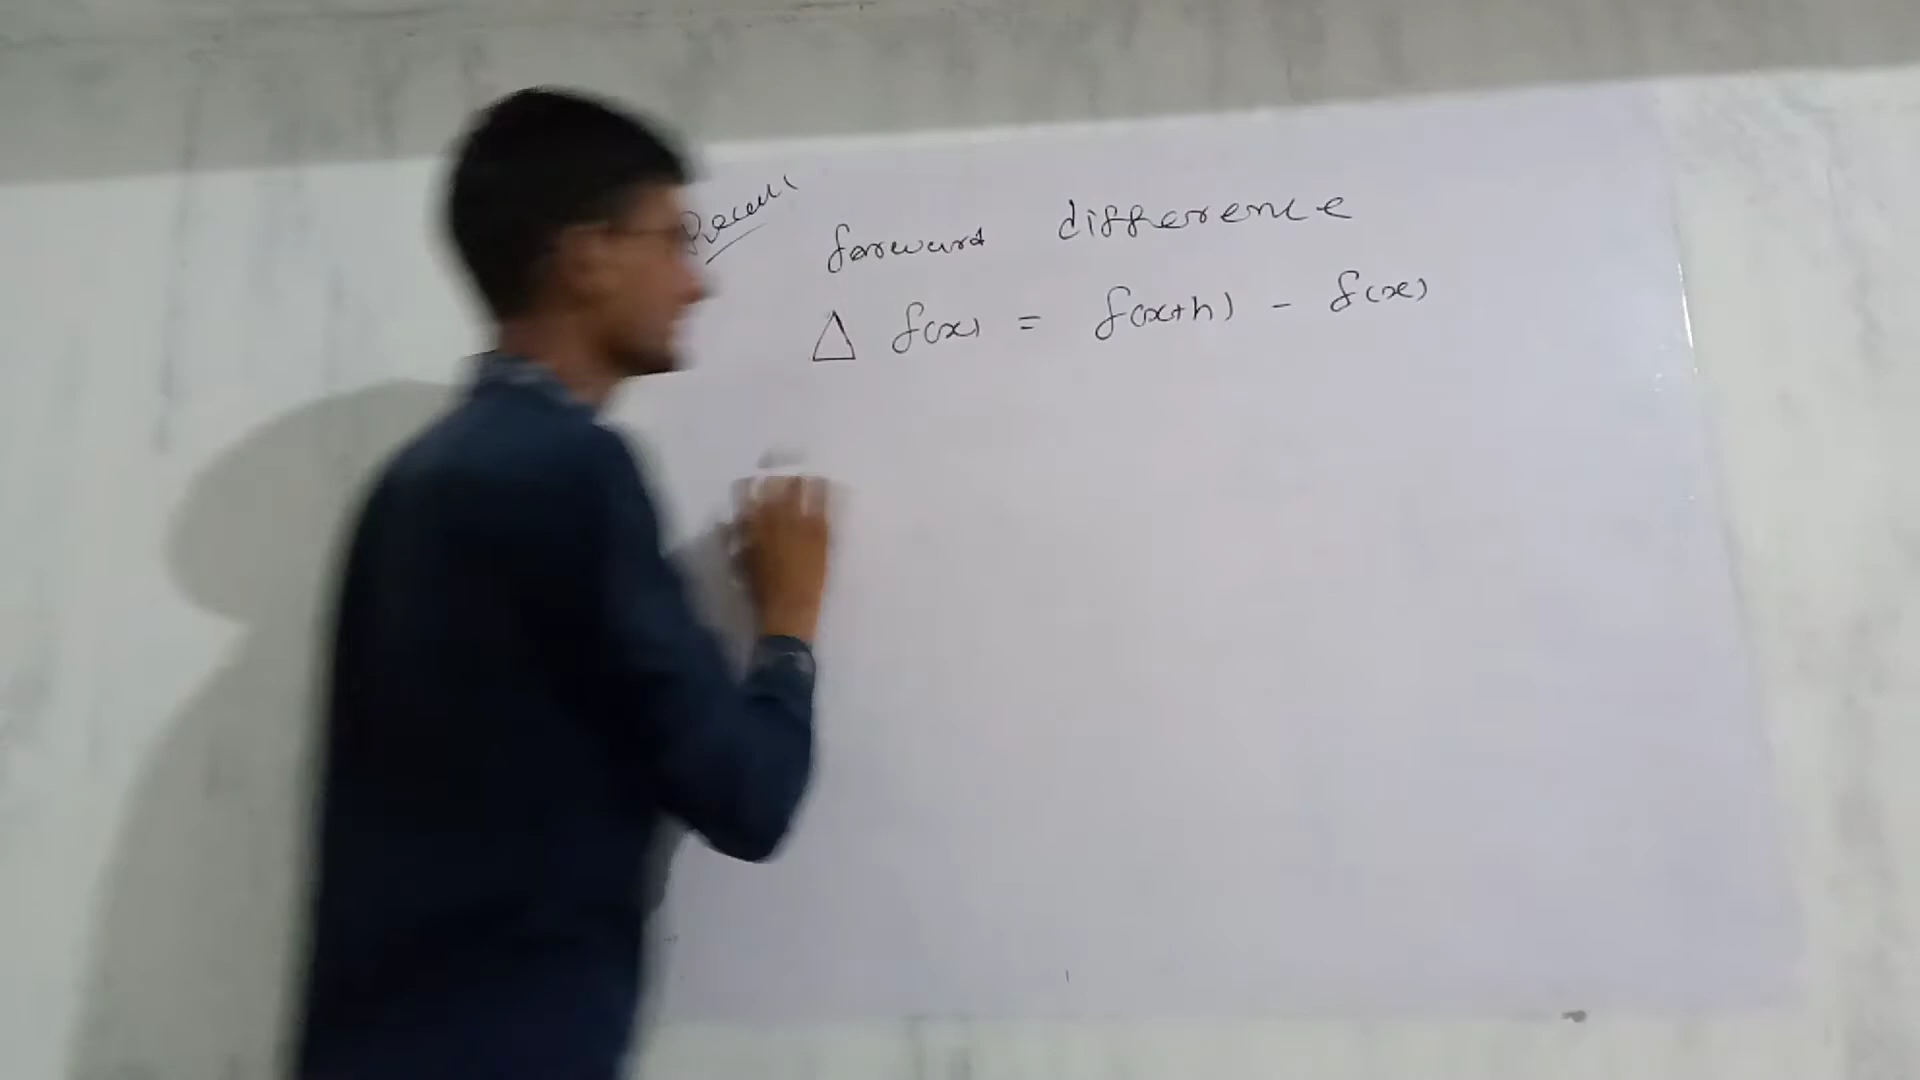 Recall
forward difference
Δ f(x) = f(x+h) - f(x)